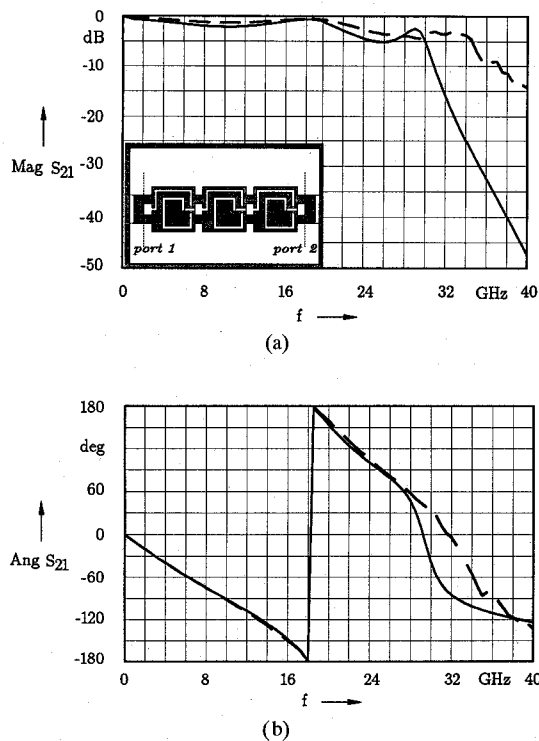 0
dB
-10
-20
-30
-40
-50
Mag S21
port 1
port 2
0 8 16 24 32 GHz 40
f
(a)
180
deg
60
0
-60
-120
-180
Ang S21
0 8 16 24 32 GHz 40
f
(b)